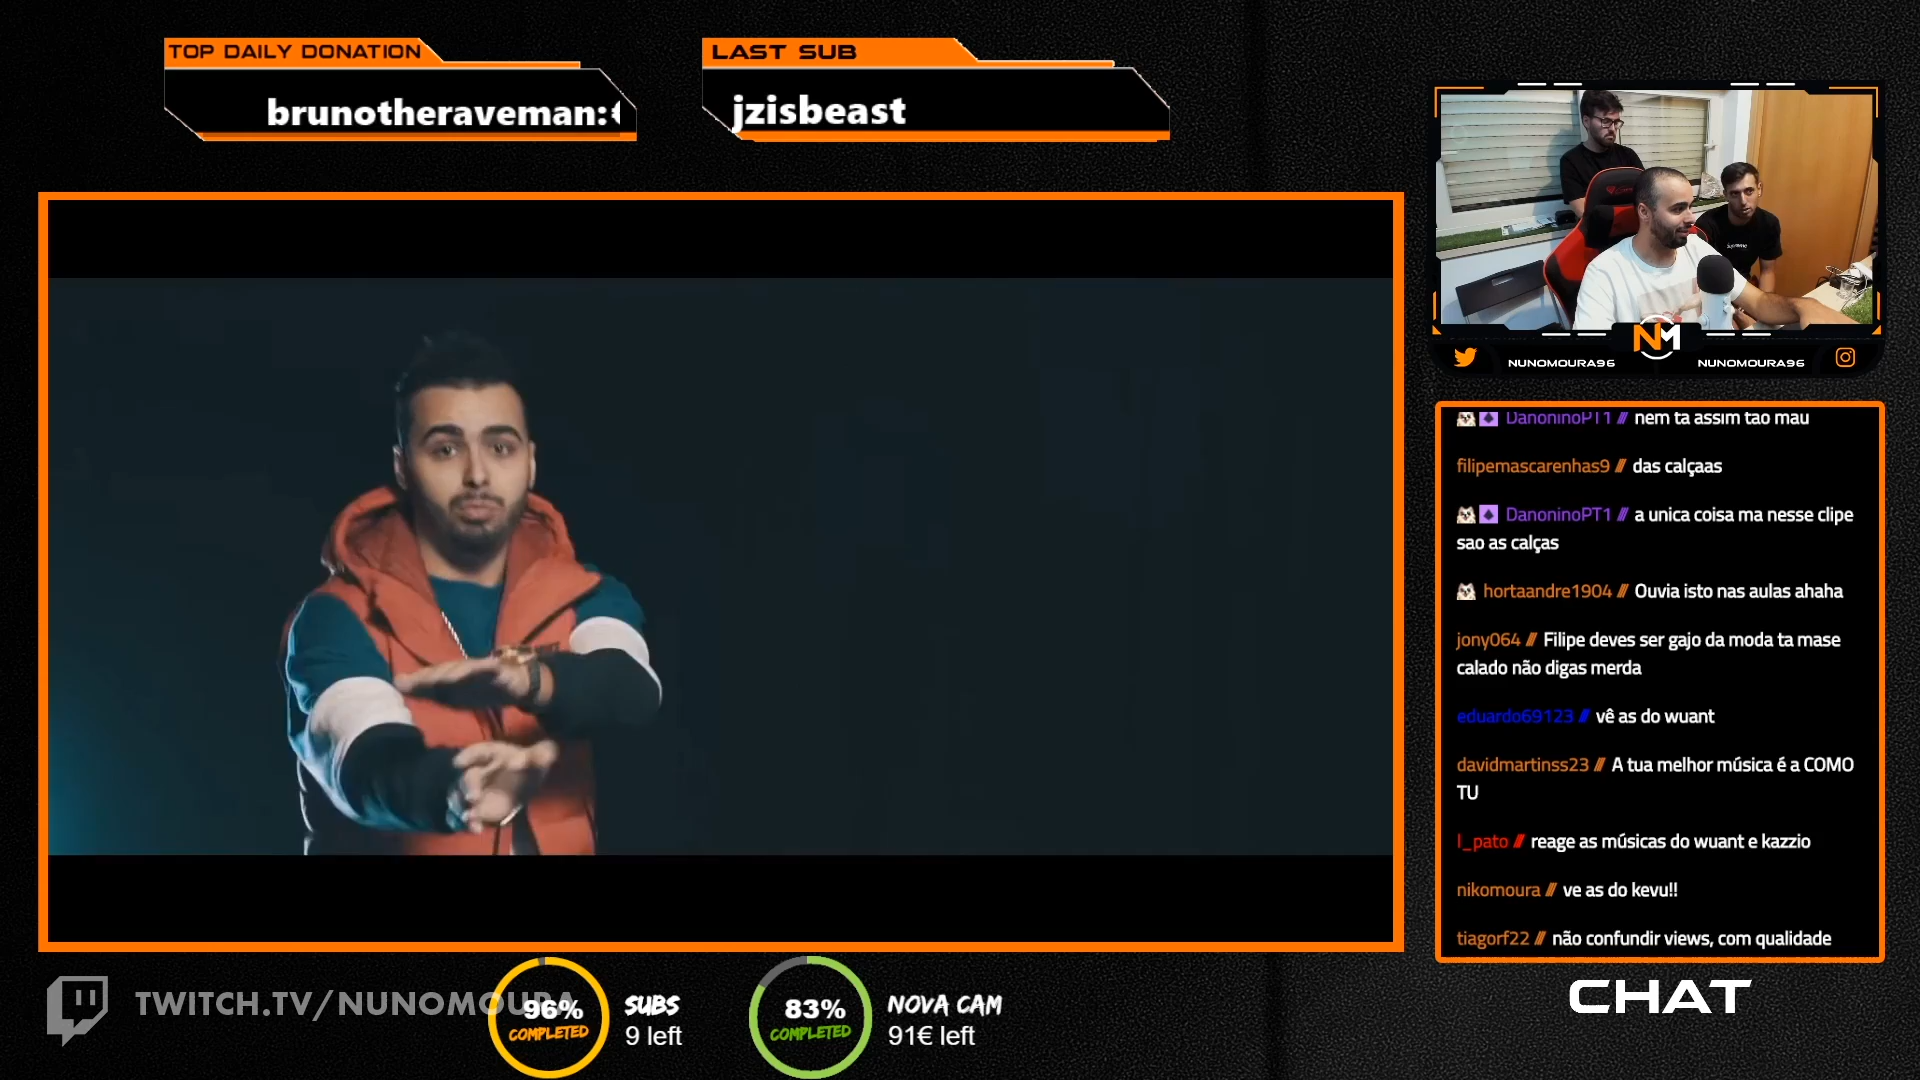 TOP DAILY DONATION
brunotheraveman:
LAST SUB
jzisbeast
NM
NUNOMOURA96
NUNOMOURA96
DanoninoPT1 // nem ta assim tao mau
filipemascarenhas9 // das calçaas
DanoninoPT1 // a unica coisa ma nesse clipe
sao as calças
hortaandre1904 // Ouvia isto nas aulas ahaha
jony064 // Filipe deves ser gajo da moda ta mase
calado não digas merda
eduardo69123 // vê as do wuant
davidmartinss23 // A tua melhor música é a COMO
TU
l_pato // reage as músicas do wuant e kazzio
nikomoura // ve as do kevu!!
tiagorf22 // não confundir views, com qualidade
CHAT
TWITCH.TV/NUNOMOURA
96%
COMPLETED
SUBS
9 left
83%
COMPLETED
NOVA CAM
91€ left